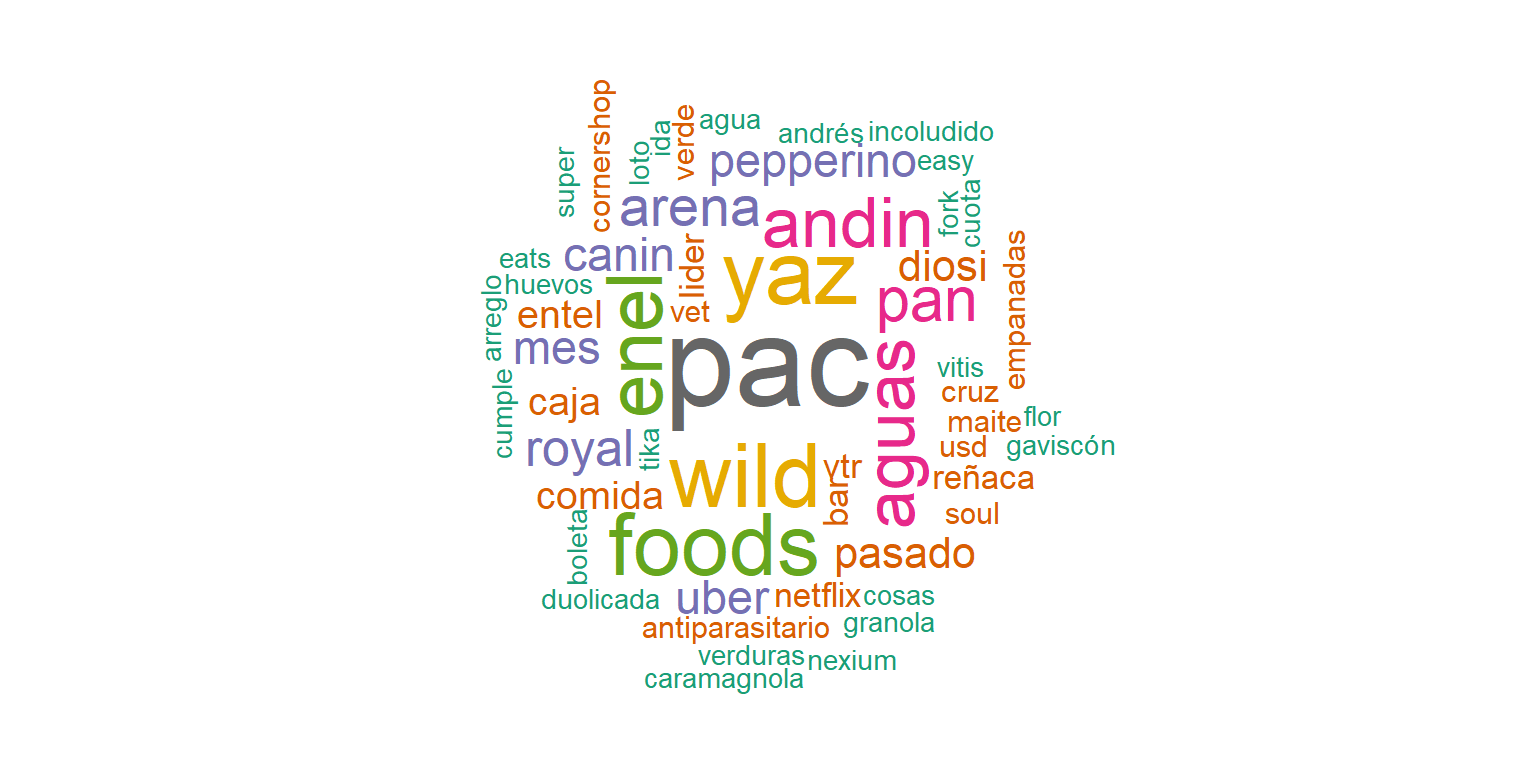 cornershop
super
loto
ida
verde
agua
andrés
incoludido
pepperino
easy
arena
andin
fork
cuota
canin
lider
yaz
diosi
empanadas
eats
huevos
arreglo
entel
enel
vet
pan
mes
pac
aguas
cumple
caja
vitis
cruz
maite
flor
royal
tika
usd
gaviscón
wild
vtr
bar
reñaca
comida
soul
boleta
foods
pasado
duolicada
uber
netflix
cosas
antiparasitario
granola
verduras
nexium
caramagnola